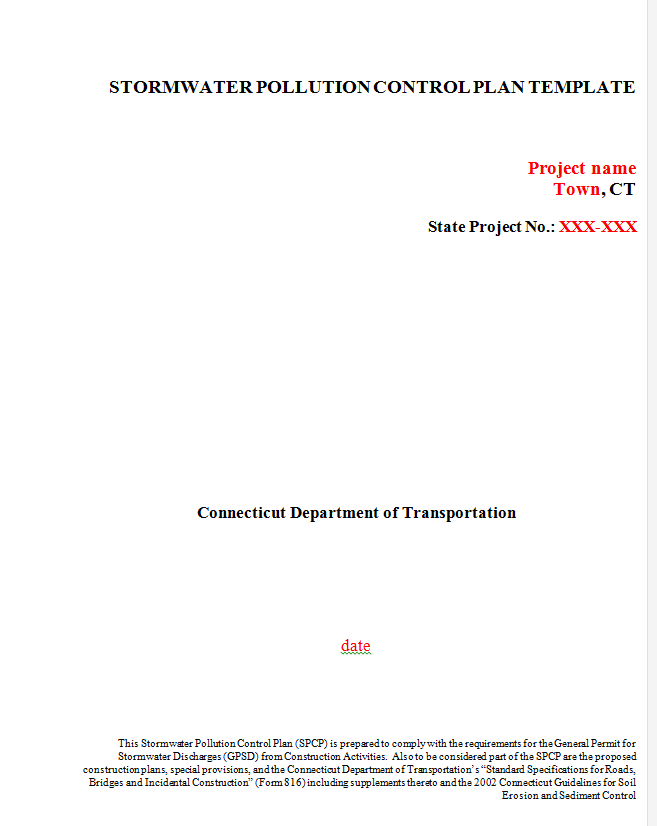 STORMWATER POLLUTION CONTROL PLAN TEMPLATE
Project name
Town, CT
State Project No.: XXX-XXX
Connecticut Department of Transportation
date
This Stormwater Pollution Control Plan (SPCP) is prepared to comply with the requirements for the General Permit for
Stormwater Discharges (GPSD) from Construction Activities. Also to be considered part of the SPCP are the proposed
construction plans, special provisions, and the Connecticut Department of Transportation's “Standard Specifications for Roads,
Bridges and Incidental Construction” (Form 816) including supplements thereto and the 2002 Connecticut Guidelines for Soil
Erosion and Sediment Control